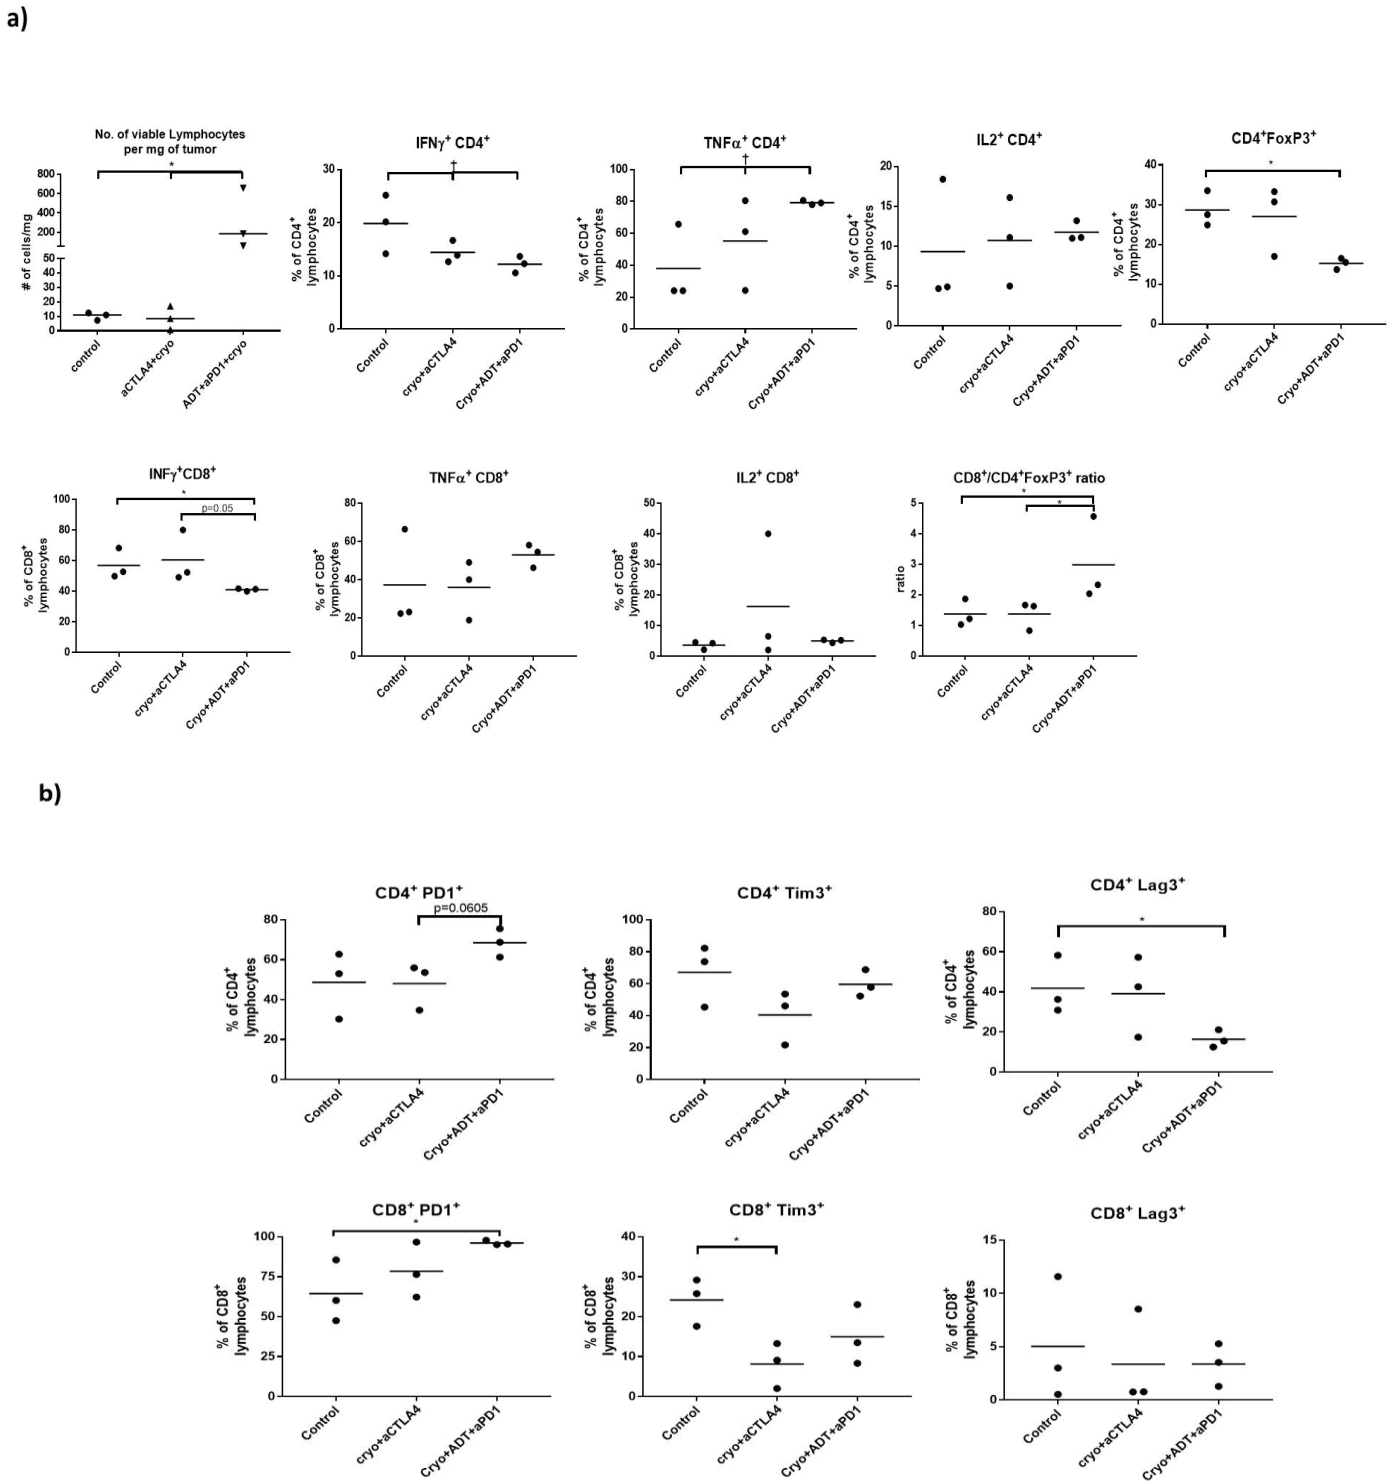 a)
No. of viable Lymphocytes
per mg of tumor
*
# of cells/mg
800
600
400
200
50
40
30
20
10
0
control
aCTLA4+cryo
ADT+aPD1+cryo
IFNγ+ CD4+
†
% of CD4+
lymphocytes
30
20
10
0
Control
cryo+aCTLA4
Cryo+ADT+aPD1
TNFα+ CD4+
†
% of CD4+
lymphocytes
100
80
60
40
20
0
Control
cryo+aCTLA4
Cryo+ADT+aPD1
IL2+ CD4+
% of CD4+
lymphocytes
20
15
10
5
0
Control
cryo+aCTLA4
Cryo+ADT+aPD1
CD4+FoxP3+
*
% of CD4+
lymphocytes
40
30
20
10
0
Control
cryo+aCTLA4
Cryo+ADT+aPD1
INFγ+CD8+
*
p=0.05
% of CD8+
lymphocytes
100
80
60
40
20
0
Control
cryo+aCTLA4
Cryo+ADT+aPD1
TNFα+ CD8+
% of CD8+
lymphocytes
80
60
40
20
0
Control
cryo+aCTLA4
Cryo+ADT+aPD1
IL2+ CD8+
% of CD8+
lymphocytes
50
40
30
20
10
0
Control
cryo+aCTLA4
Cryo+ADT+aPD1
CD8+/CD4+FoxP3+ ratio
*
*
ratio
5
4
3
2
1
0
Control
cryo+aCTLA4
Cryo+ADT+aPD1
b)
CD4+ PD1+
p=0.0605
% of CD4+
lymphocytes
80
60
40
20
0
Control
cryo+aCTLA4
Cryo+ADT+aPD1
CD4+ Tim3+
100
80
60
40
20
0
Control
cryo+aCTLA4
Cryo+ADT+aPD1
CD4+ Lag3+
*
% of CD4+
lymphocytes
80
60
40
20
0
Control
cryo+aCTLA4
Cryo+ADT+aPD1
CD8+ PD1+
*
% of CD8+
lymphocytes
100
75
50
25
0
Control
cryo+aCTLA4
Cryo+ADT+aPD1
CD8+ Tim3+
*
% of CD8+
lymphocytes
40
30
20
10
0
Control
cryo+aCTLA4
Cryo+ADT+aPD1
CD8+ Lag3+
% of CD8+
lymphocytes
15
10
5
0
Control
cryo+aCTLA4
Cryo+ADT+aPD1